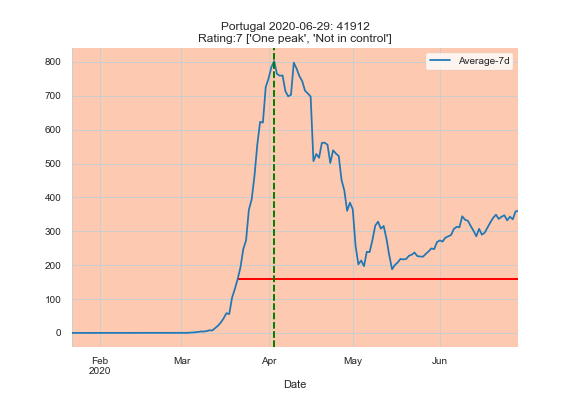 Portugal 2020-06-29: 41912
Rating:7 ['One peak', 'Not in control']
Average-7d
800
700
600
500
400
300
200
100
0
Feb
2020
Mar
Apr
May
Jun
Date